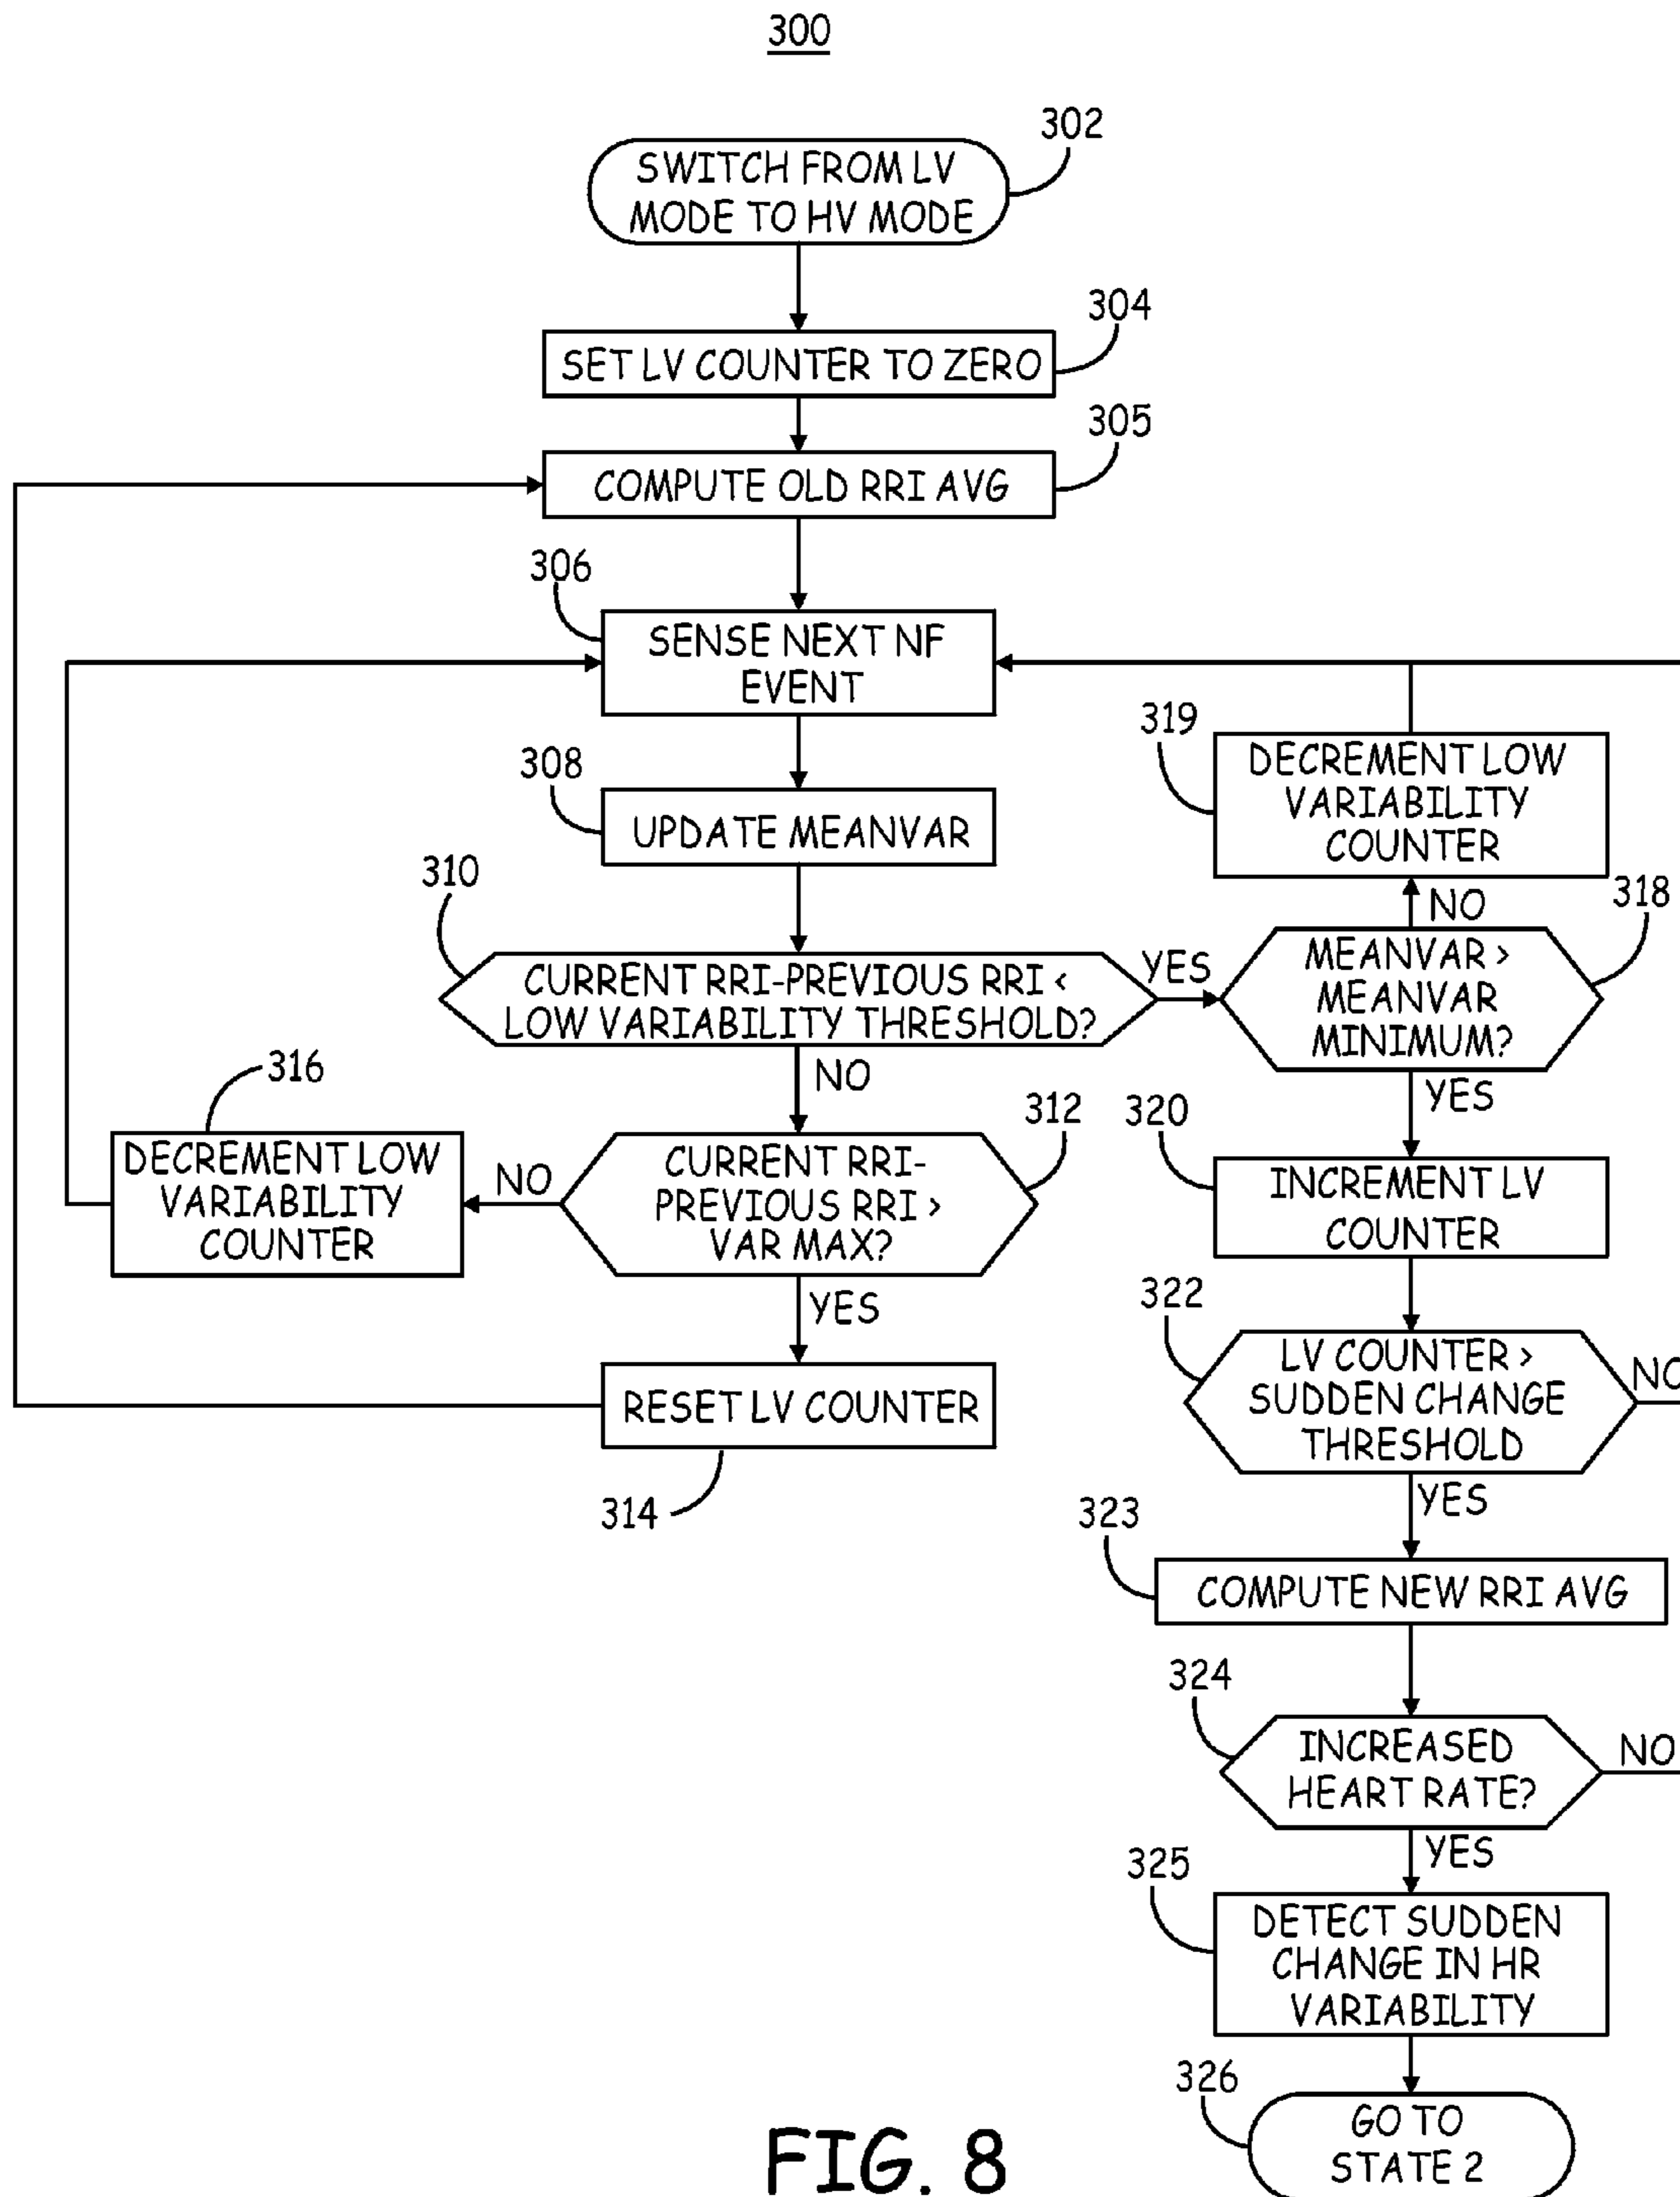 300
302
SWITCH FROM LV
MODE TO HV MODE
304
SET LV COUNTER TO ZERO
305
COMPUTE OLD RRI AVG
306
SENSE NEXT NF
EVENT
319
DECREMENT LOW
VARIABILITY
COUNTER
308
UPDATE MEANVAR
310
CURRENT RRI-PREVIOUS RRI <
LOW VARIABILITY THRESHOLD?
YES
NO
318
MEANVAR >
MEANVAR
MINIMUM?
NO
YES
316
DECREMENT LOW
VARIABILITY
COUNTER
NO
312
CURRENT RRI-
PREVIOUS RRI >
VAR MAX?
YES
320
INCREMENT LV
COUNTER
322
LV COUNTER >
SUDDEN CHANGE
THRESHOLD
NO
YES
RESET LV COUNTER
314
323
COMPUTE NEW RRI AVG
324
INCREASED
HEART RATE?
NO
YES
325
DETECT SUDDEN
CHANGE IN HR
VARIABILITY
326
GO TO
STATE 2
FIG. 8